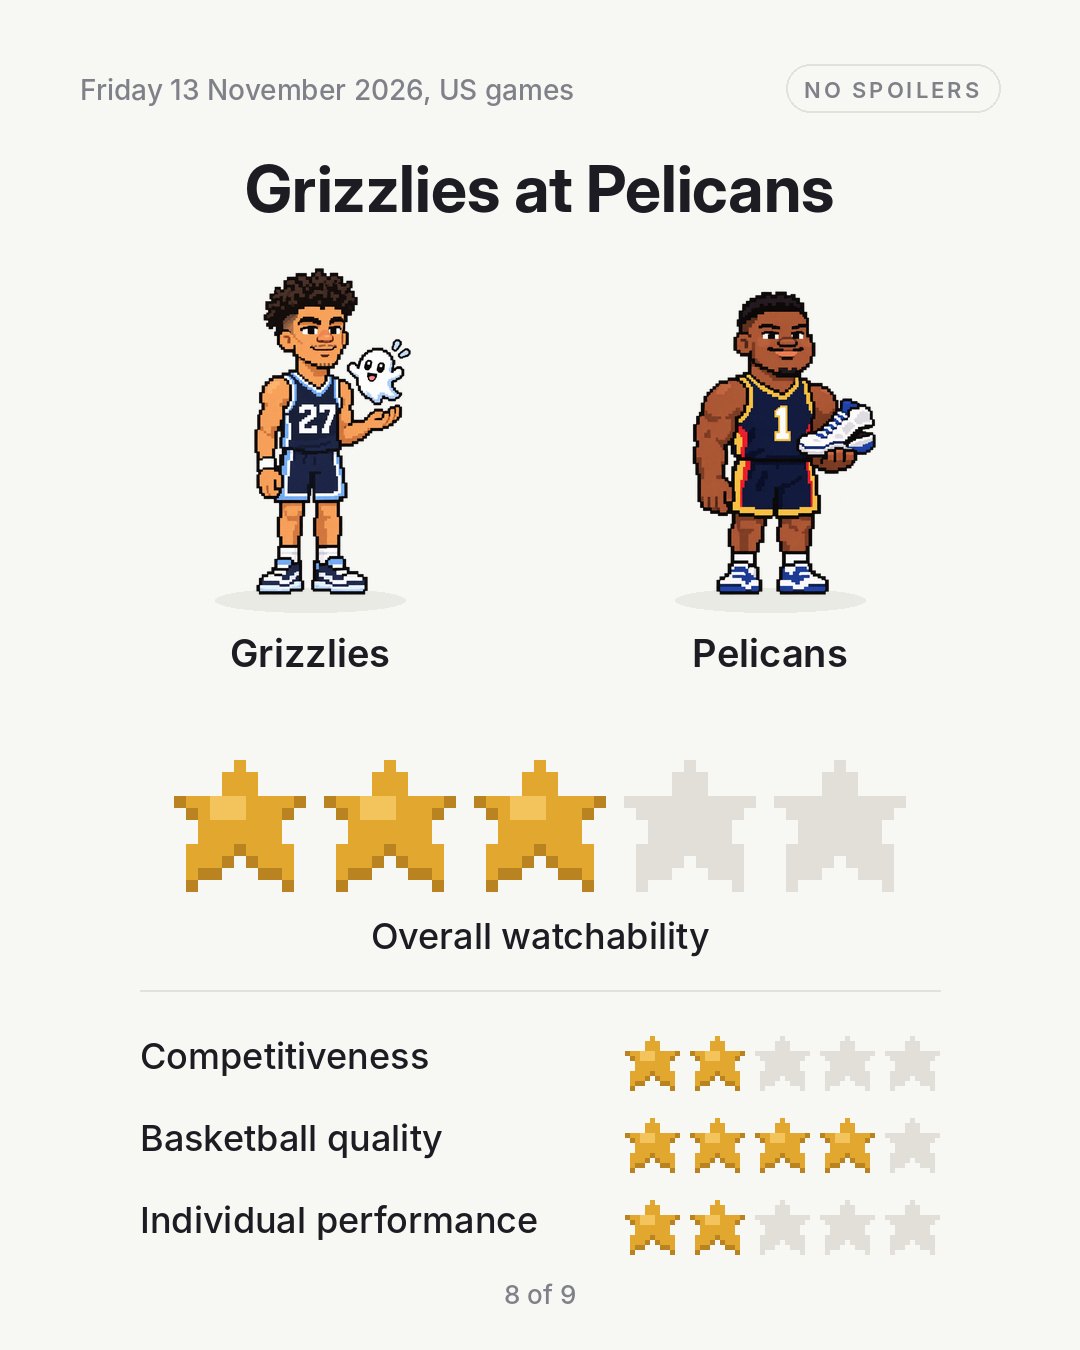 Friday 13 November 2026, US games
NO SPOILERS
Grizzlies at Pelicans
27
1
Grizzlies
Pelicans
Overall watchability
Competitiveness
Basketball quality
Individual performance
8 of 9